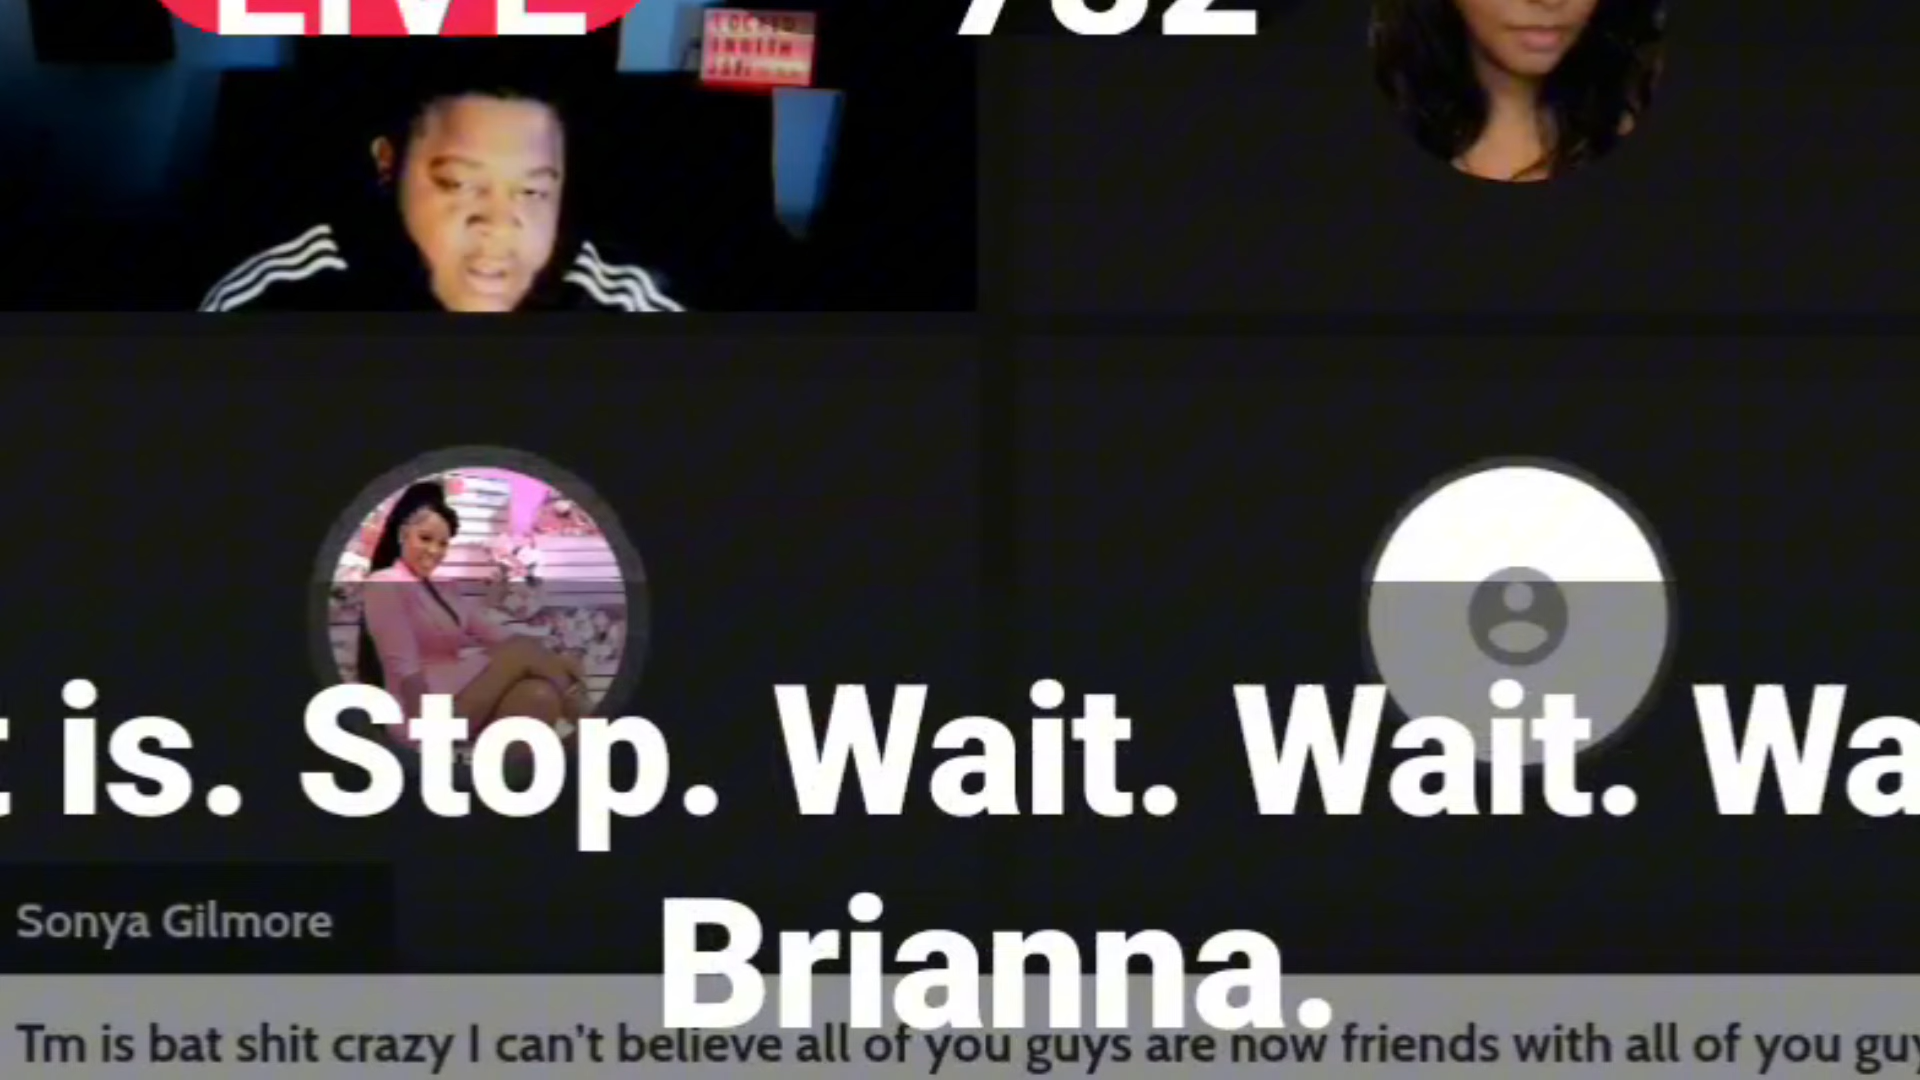 LIVE 782
LOCKED
t is. Stop. Wait. Wait. Wa
Brianna.
Sonya Gilmore
Tm is bat shit crazy I can't believe all of you guys are now friends with all of you guy